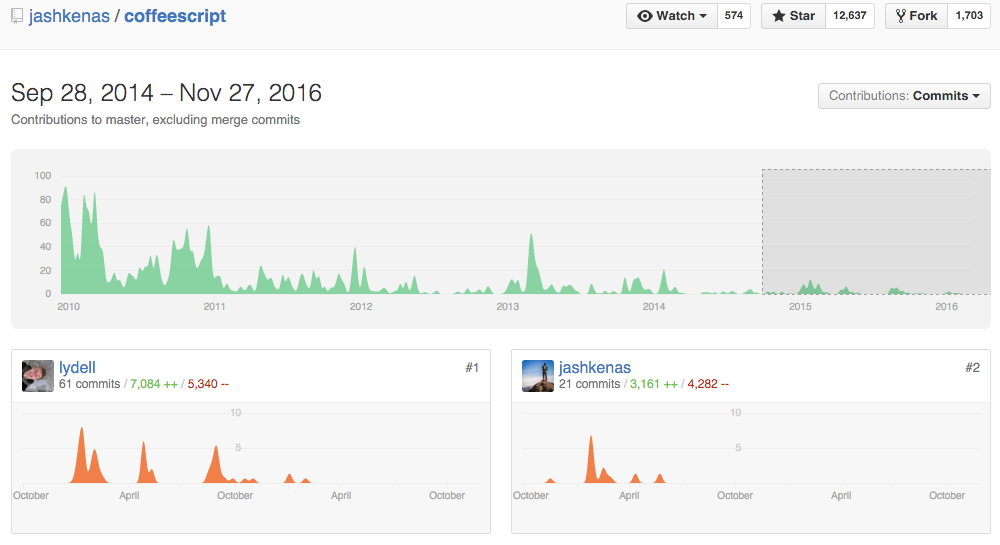 jashkenas / coffeescript
Watch 574 Star 12,637 Fork 1,703
Sep 28, 2014 – Nov 27, 2016
Contributions: Commits
Contributions to master, excluding merge commits
100
80
60
40
20
0
2010 2011 2012 2013 2014 2015 2016
lydell #1
61 commits / 7,084 ++ / 5,340 --
10
5
October April October April October
jashkenas #2
21 commits / 3,161 ++ / 4,282 --
10
5
October April October April October